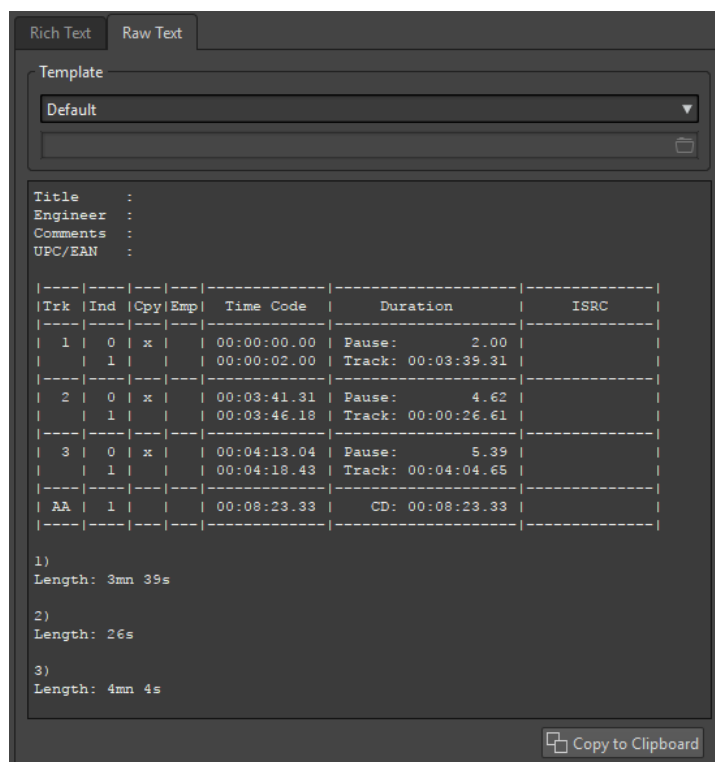 Rich Text Raw Text
Template
Default
Title      :
Engineer   :
Comments   :
UPC/EAN    :
|----|----|---|---|-------------|--------------------|--------------|
|Trk |Ind |Cpy|Emp|  Time Code  |     Duration       |     ISRC     |
|----|----|---|---|-------------|--------------------|--------------|
|  1 |  0 | x |   | 00:00:00.00 | Pause:        2.00 |              |
|    |  1 |   |   | 00:00:02.00 | Track: 00:03:39.31 |              |
|----|----|---|---|-------------|--------------------|--------------|
|  2 |  0 | x |   | 00:03:41.31 | Pause:        4.62 |              |
|    |  1 |   |   | 00:03:46.18 | Track: 00:00:26.61 |              |
|----|----|---|---|-------------|--------------------|--------------|
|  3 |  0 | x |   | 00:04:13.04 | Pause:        5.39 |              |
|    |  1 |   |   | 00:04:18.43 | Track: 00:04:04.65 |              |
|----|----|---|---|-------------|--------------------|--------------|
| AA |  1 |   |   | 00:08:23.33 |    CD: 00:08:23.33 |              |
|----|----|---|---|-------------|--------------------|--------------|
1)
Length: 3mn 39s
2)
Length: 26s
3)
Length: 4mn 4s
Copy to Clipboard